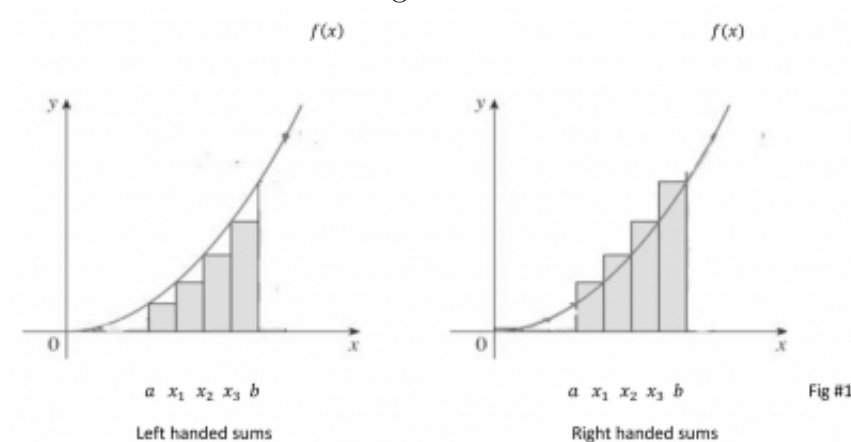 f(x)
f(x)
y
y
0
x
0
x
a x₁ x₂ x₃ b
a x₁ x₂ x₃ b
Fig #1
Left handed sums
Right handed sums